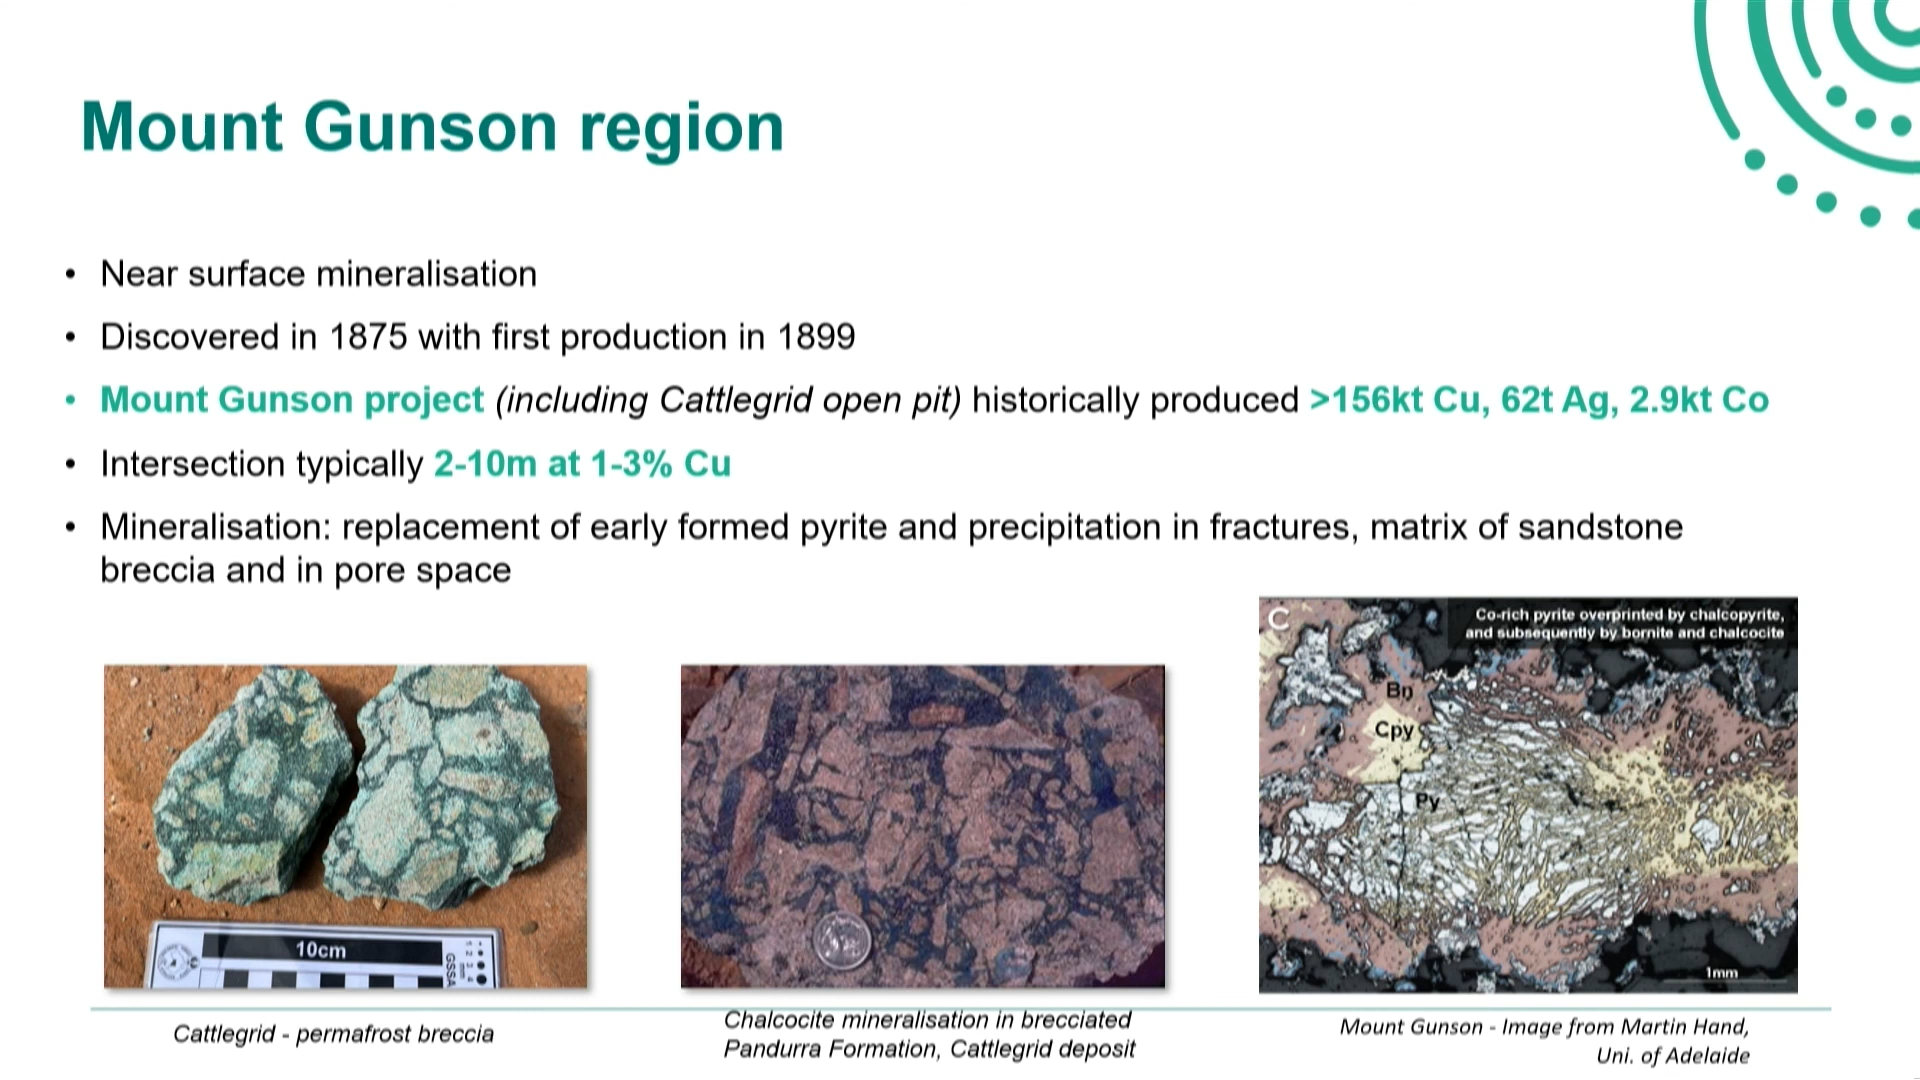 Mount Gunson region
• Near surface mineralisation
• Discovered in 1875 with first production in 1899
• Mount Gunson project (including Cattlegrid open pit) historically produced >156kt Cu, 62t Ag, 2.9kt Co
• Intersection typically 2-10m at 1-3% Cu
• Mineralisation: replacement of early formed pyrite and precipitation in fractures, matrix of sandstone
breccia and in pore space
C
Co-rich pyrite overprinted by chalcopyrite,
and subsequently by bornite and chalcocite
Bn
Cpy
Py
1mm
10cm
GSSA
Cattlegrid - permafrost breccia
Chalcocite mineralisation in brecciated
Pandurra Formation, Cattlegrid deposit
Mount Gunson - Image from Martin Hand,
Uni. of Adelaide